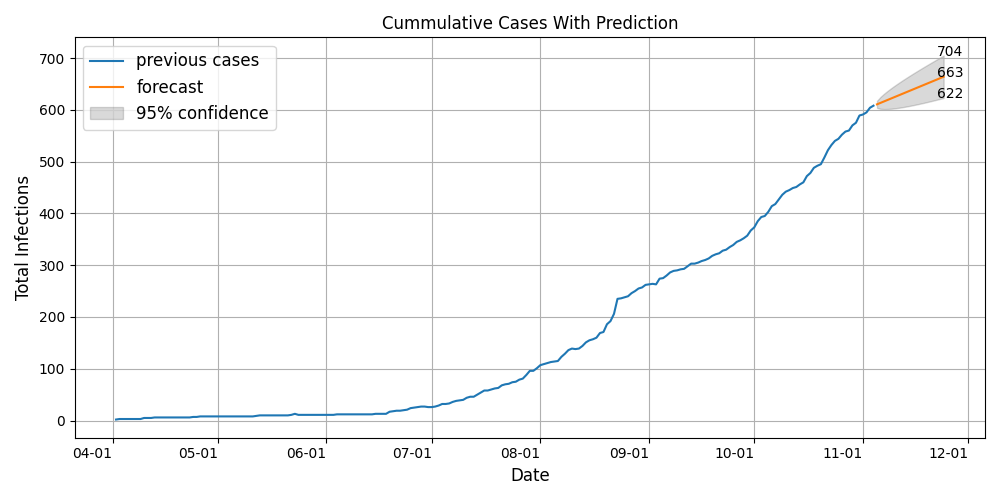 Cummulative Cases With Prediction
previous cases
forecast
95% confidence
704
663
622
700
600
500
400
300
200
100
0
Total Infections
04-01 05-01 06-01 07-01 08-01 09-01 10-01 11-01 12-01
Date